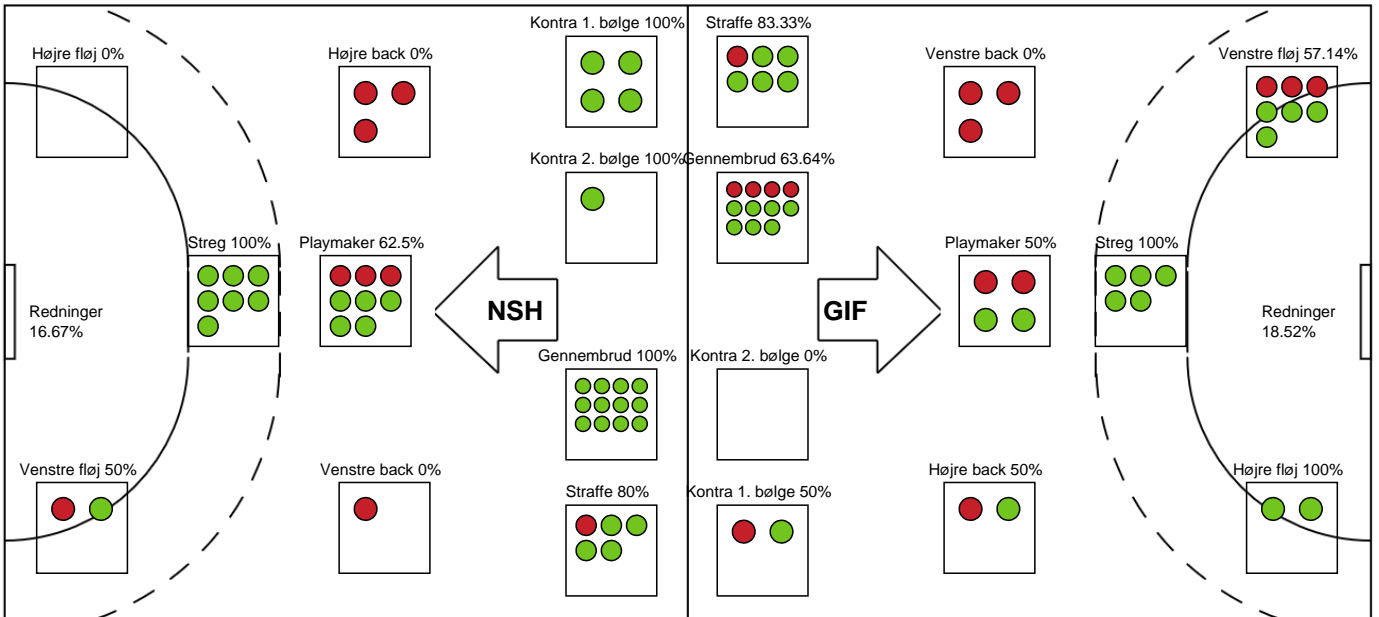 Kontra 1. bølge 100%
Straffe 83.33%
Højre fløj 0%
Højre back 0%
Venstre back 0%
Venstre fløj 57.14%
Kontra 2. bølge 100%
Gennembrud 63.64%
Streg 100%
Playmaker 62.5%
Playmaker 50%
Streg 100%
Redninger
16.67%
NSH
GIF
Redninger
18.52%
Gennembrud 100%
Kontra 2. bølge 0%
Venstre fløj 50%
Venstre back 0%
Højre back 50%
Højre fløj 100%
Straffe 80%
Kontra 1. bølge 50%